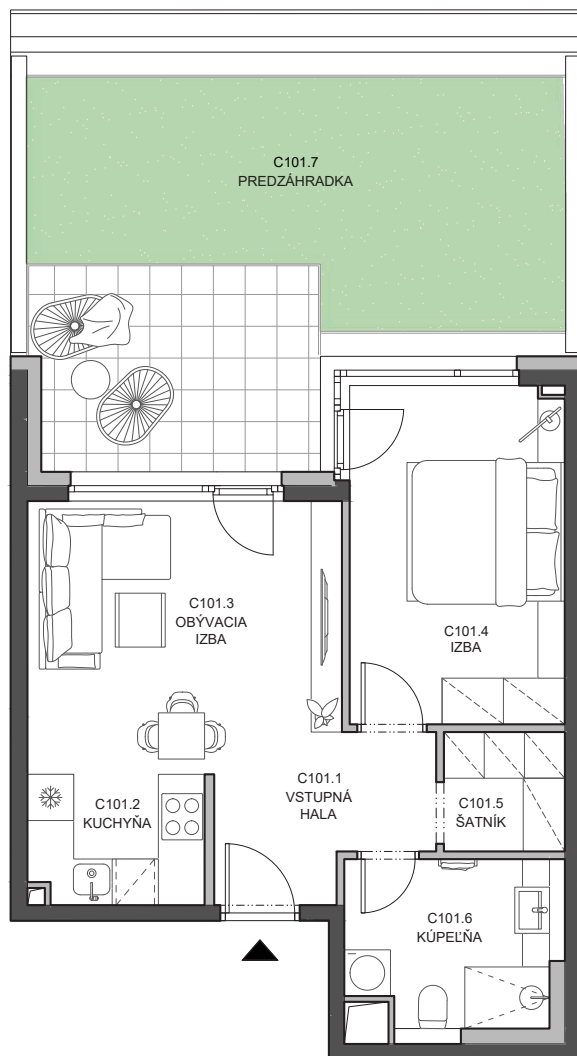 C101.7
PREDZÁHRADKA
C101.3
OBÝVACIA
IZBA
C101.4
IZBA
C101.1
VSTUPNÁ
HALA
C101.2
KUCHYŇA
C101.5
ŠATNÍK
C101.6
KÚPEĽŇA